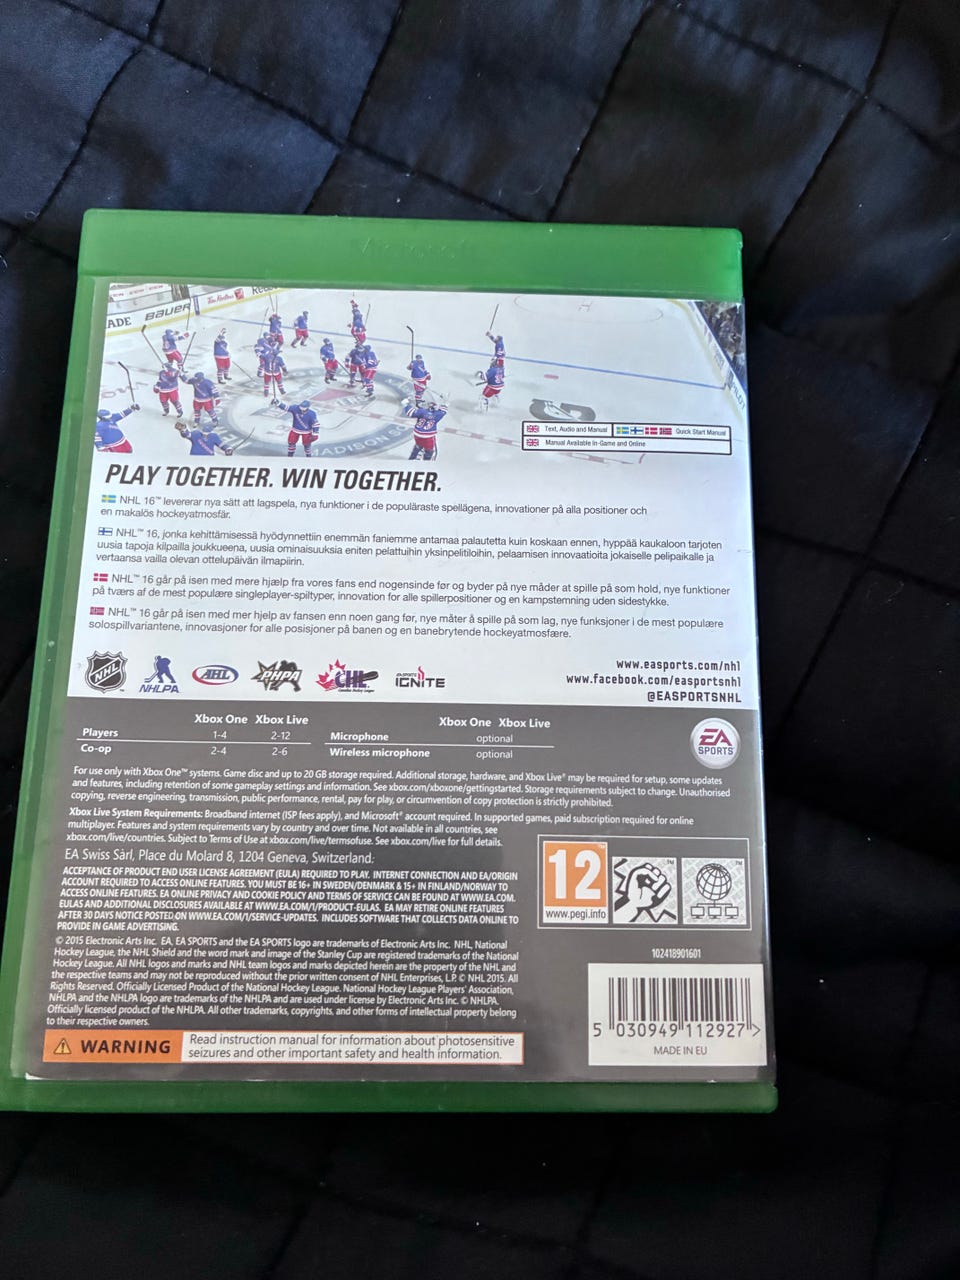 BAUER
Tim Hortons
MADISON SQ
Text, Audio and Manual
Quick Start Manual
Manual Available In-Game and Online
PLAY TOGETHER. WIN TOGETHER.
NHL 16™ levererar nya sätt att lagspela, nya funktioner i de populäraste spellägena, innovationer på alla positioner och
en makalös hockeyatmosfär.
NHL™ 16, jonka kehittämisessä hyödynnettiin enemmän faniemme antamaa palautetta kuin koskaan ennen, hyppää kaukaloon tarjoten
uusia tapoja kilpailla joukkueena, uusia ominaisuuksia eniten pelattuihin yksinpelitiloihin, pelaamisen innovaatioita jokaiselle pelipaikalle ja
vertaansa vailla olevan ottelupäivän ilmapiirin.
NHL™ 16 går på isen med mere hjælp fra vores fans end nogensinde før og byder på nye måder at spille på som hold, nye funktioner
på tværs af de mest populære singleplayer-spiltyper, innovation for alle spillerpositioner og en kampstemning uden sidestykke.
NHL™ 16 går på isen med mer hjelp av fansen enn noen gang før, nye måter å spille på som lag, nye funksjoner i de mest populære
solospillvariantene, innovasjoner for alle posisjoner på banen og en banebrytende hockeyatmosfære.
NHL
NHLPA
AHL
PHPA
CHL
Canadian Hockey League
EA SPORTS
IGNITE
www.easports.com/nhl
www.facebook.com/easportsnhl
@EASPORTSNHL
Xbox One Xbox Live
Players 1-4 2-12
Co-op 2-4 2-6
Xbox One Xbox Live
Microphone optional
Wireless microphone optional
EA
SPORTS™
For use only with Xbox One™ systems. Game disc and up to 20 GB storage required. Additional storage, hardware, and Xbox Live® may be required for setup, some updates
and features, including retention of some gameplay settings and information. See xbox.com/xboxone/gettingstarted. Storage requirements subject to change. Unauthorised
copying, reverse engineering, transmission, public performance, rental, pay for play, or circumvention of copy protection is strictly prohibited.
Xbox Live System Requirements: Broadband internet (ISP fees apply), and Microsoft® account required. In supported games, paid subscription required for online
multiplayer. Features and system requirements vary by country and over time. Not available in all countries, see
xbox.com/live/countries. Subject to Terms of Use at xbox.com/live/termsofuse. See xbox.com/live for full details.
EA Swiss Sàrl, Place du Molard 8, 1204 Geneva, Switzerland.
ACCEPTANCE OF PRODUCT END USER LICENSE AGREEMENT (EULA) REQUIRED TO PLAY. INTERNET CONNECTION AND EA/ORIGIN
ACCOUNT REQUIRED TO ACCESS ONLINE FEATURES. YOU MUST BE 16+ IN SWEDEN/DENMARK & 15+ IN FINLAND/NORWAY TO
ACCESS ONLINE FEATURES. EA ONLINE PRIVACY AND COOKIE POLICY AND TERMS OF SERVICE CAN BE FOUND AT WWW.EA.COM.
EULAS AND ADDITIONAL DISCLOSURES AVAILABLE AT WWW.EA.COM/1/PRODUCT-EULAS. EA MAY RETIRE ONLINE FEATURES
AFTER 30 DAYS NOTICE POSTED ON WWW.EA.COM/1/SERVICE-UPDATES. INCLUDES SOFTWARE THAT COLLECTS DATA ONLINE TO
PROVIDE IN GAME ADVERTISING.
© 2015 Electronic Arts Inc. EA, EA SPORTS and the EA SPORTS logo are trademarks of Electronic Arts Inc. NHL, National
Hockey League, the NHL Shield and the word mark and image of the Stanley Cup are registered trademarks of the National
Hockey League. All NHL logos and marks and NHL team logos and marks depicted herein are the property of the NHL and
the respective teams and may not be reproduced without the prior written consent of NHL Enterprises, L.P. © NHL 2015. All
Rights Reserved. Officially Licensed Product of the National Hockey League. National Hockey League Players' Association,
NHLPA and the NHLPA logo are trademarks of the NHLPA and are used under license by Electronic Arts Inc. © NHLPA.
Officially licensed product of the NHLPA. All other trademarks, copyrights, and other forms of intellectual property belong
to their respective owners.
WARNING
Read instruction manual for information about photosensitive
seizures and other important safety and health information.
12
www.pegi.info
102418901601
5 030949 112927 >
MADE IN EU